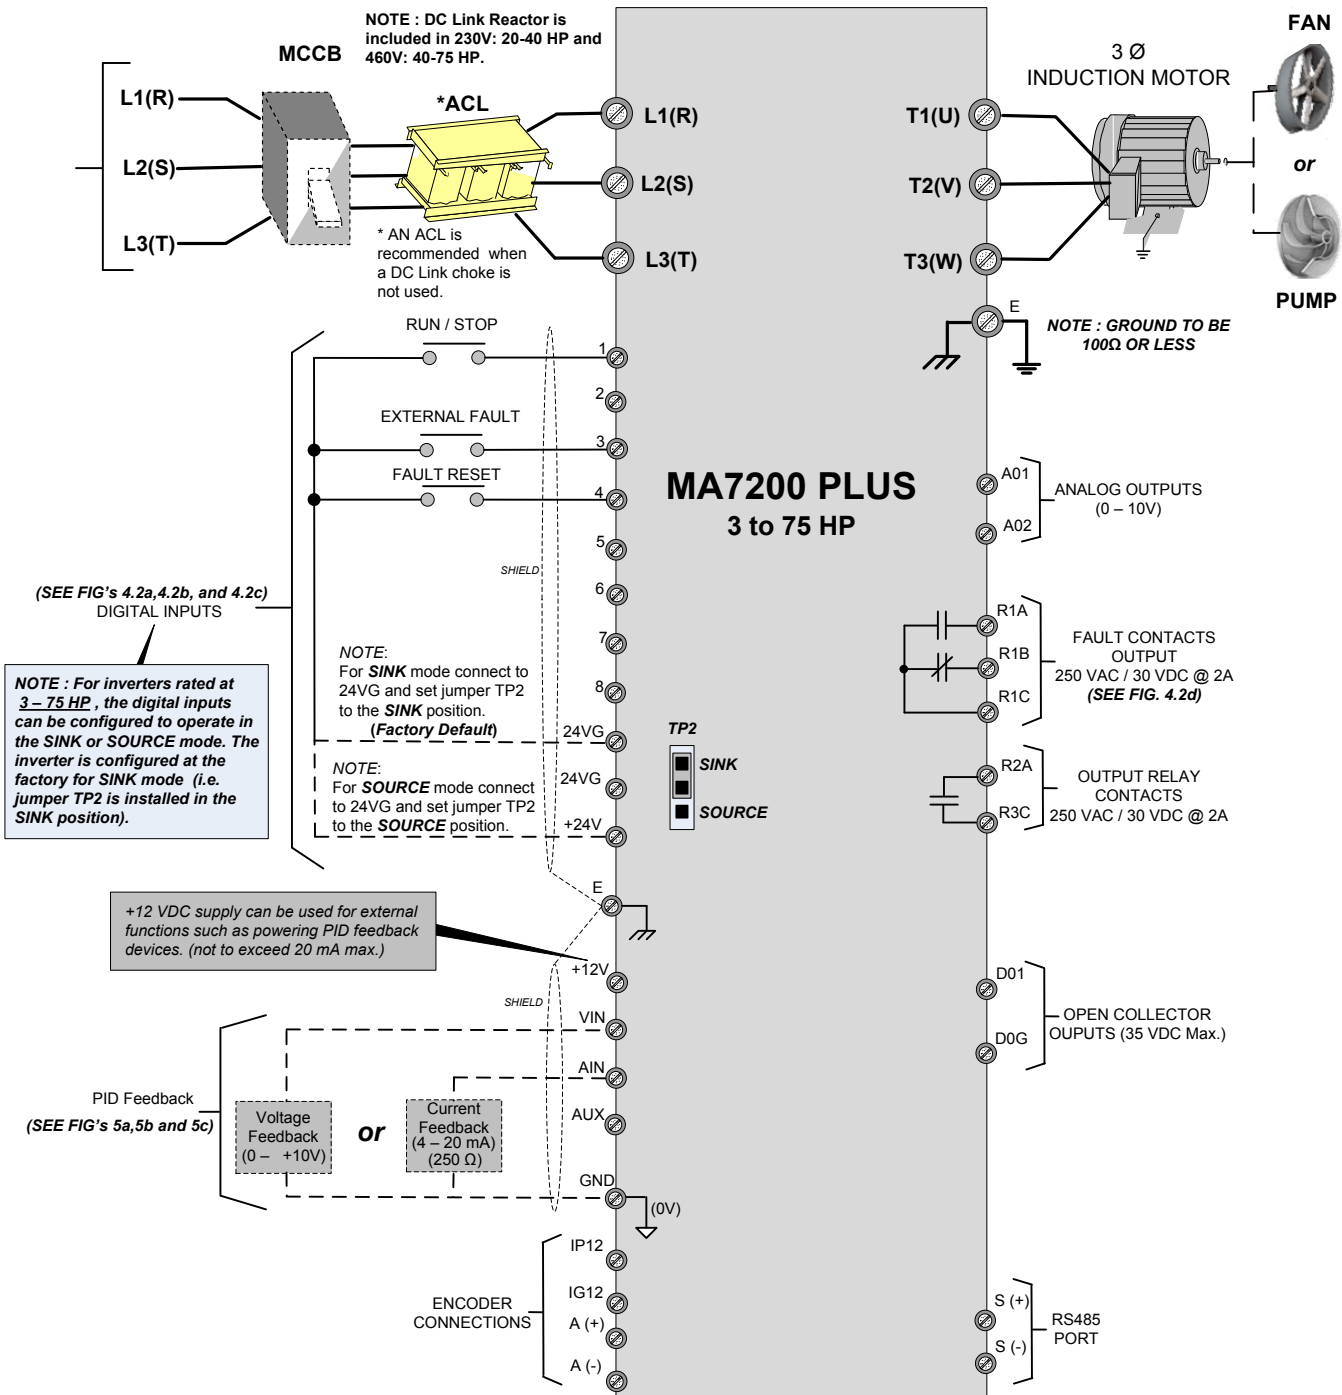 NOTE : DC Link Reactor is
included in 230V: 20-40 HP and
460V: 40-75 HP.
MCCB
*ACL
L1(R)
L2(S)
L3(T)
* AN ACL is
recommended when
a DC Link choke is
not used.
L1(R)
L2(S)
L3(T)
T1(U)
T2(V)
T3(W)
3 Ø
INDUCTION MOTOR
FAN
or
PUMP
E
NOTE : GROUND TO BE
100Ω OR LESS
MA7200 PLUS
3 to 75 HP
RUN / STOP
1
2
EXTERNAL FAULT
3
FAULT RESET
4
5
SHIELD
6
7
8
(SEE FIG's 4.2a,4.2b, and 4.2c)
DIGITAL INPUTS
NOTE : For inverters rated at
3 – 75 HP , the digital inputs
can be configured to operate in
the SINK or SOURCE mode. The
inverter is configured at the
factory for SINK mode (i.e.
jumper TP2 is installed in the
SINK position).
NOTE:
For SINK mode connect to
24VG and set jumper TP2
to the SINK position.
(Factory Default)
24VG
NOTE:
For SOURCE mode connect
to 24VG and set jumper TP2
to the SOURCE position.
24VG
+24V
TP2
SINK
SOURCE
E
+12 VDC supply can be used for external
functions such as powering PID feedback
devices. (not to exceed 20 mA max.)
+12V
SHIELD
VIN
AIN
AUX
GND
(0V)
PID Feedback
(SEE FIG's 5a,5b and 5c)
Voltage
Feedback
(0 – +10V)
or
Current
Feedback
(4 – 20 mA)
(250 Ω)
IP12
IG12
A (+)
A (-)
ENCODER
CONNECTIONS
A01
A02
ANALOG OUTPUTS
(0 – 10V)
R1A
R1B
R1C
FAULT CONTACTS
OUTPUT
250 VAC / 30 VDC @ 2A
(SEE FIG. 4.2d)
R2A
R3C
OUTPUT RELAY
CONTACTS
250 VAC / 30 VDC @ 2A
D01
D0G
OPEN COLLECTOR
OUPUTS (35 VDC Max.)
S (+)
S (-)
RS485
PORT